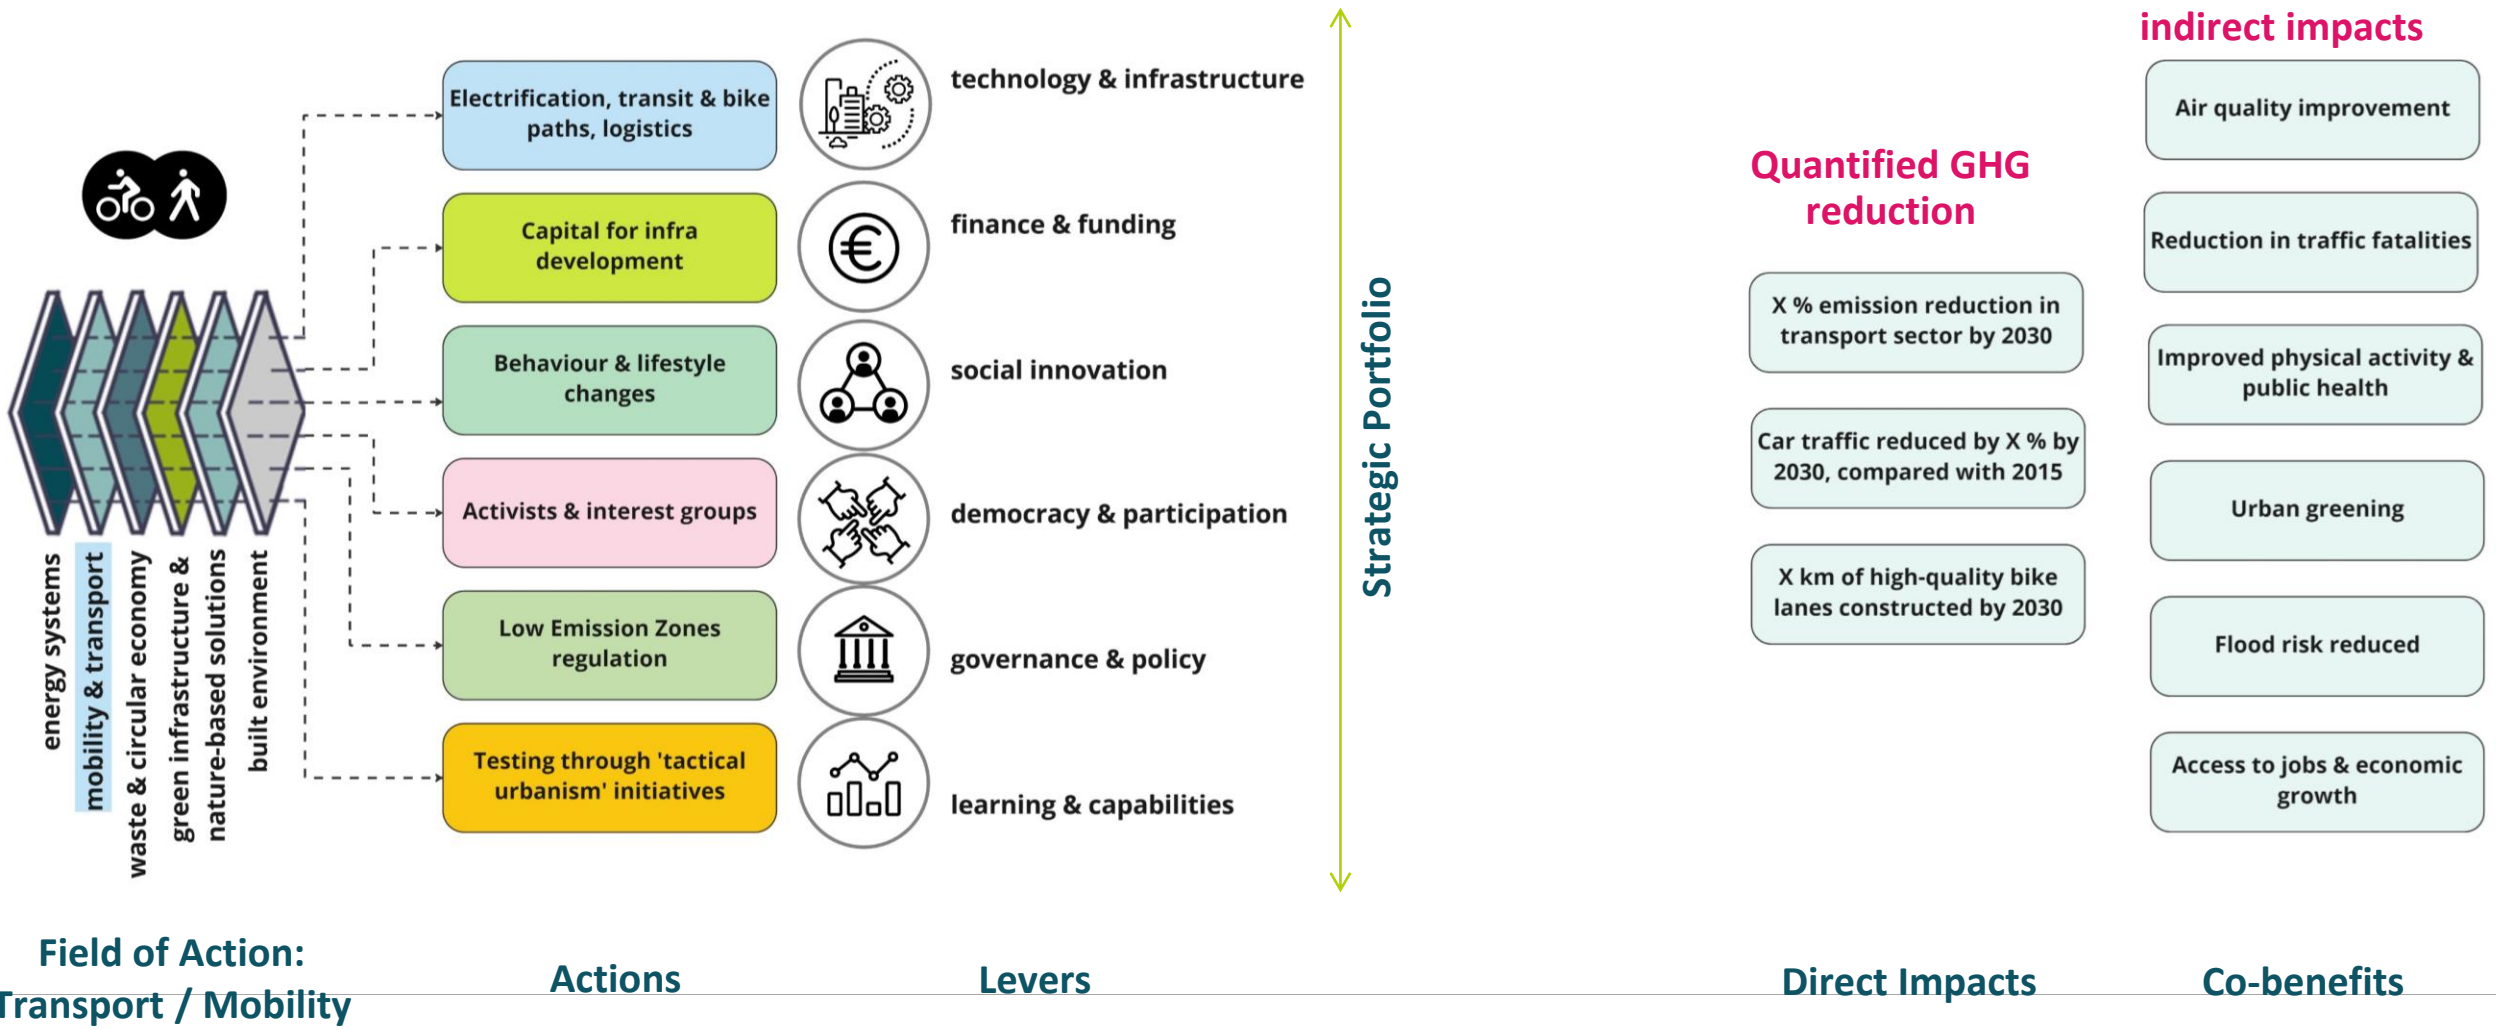 energy systems
mobility & transport
waste & circular economy
green infrastructure &
nature-based solutions
built environment
Field of Action:
Transport / Mobility
Electrification, transit & bike
paths, logistics
Capital for infra
development
Behaviour & lifestyle
changes
Activists & interest groups
Low Emission Zones
regulation
Testing through 'tactical
urbanism' initiatives
Actions
technology & infrastructure
finance & funding
social innovation
democracy & participation
governance & policy
learning & capabilities
Levers
Strategic Portfolio
Quantified GHG
reduction
X % emission reduction in
transport sector by 2030
Car traffic reduced by X % by
2030, compared with 2015
X km of high-quality bike
lanes constructed by 2030
Direct Impacts
indirect impacts
Air quality improvement
Reduction in traffic fatalities
Improved physical activity &
public health
Urban greening
Flood risk reduced
Access to jobs & economic
growth
Co-benefits